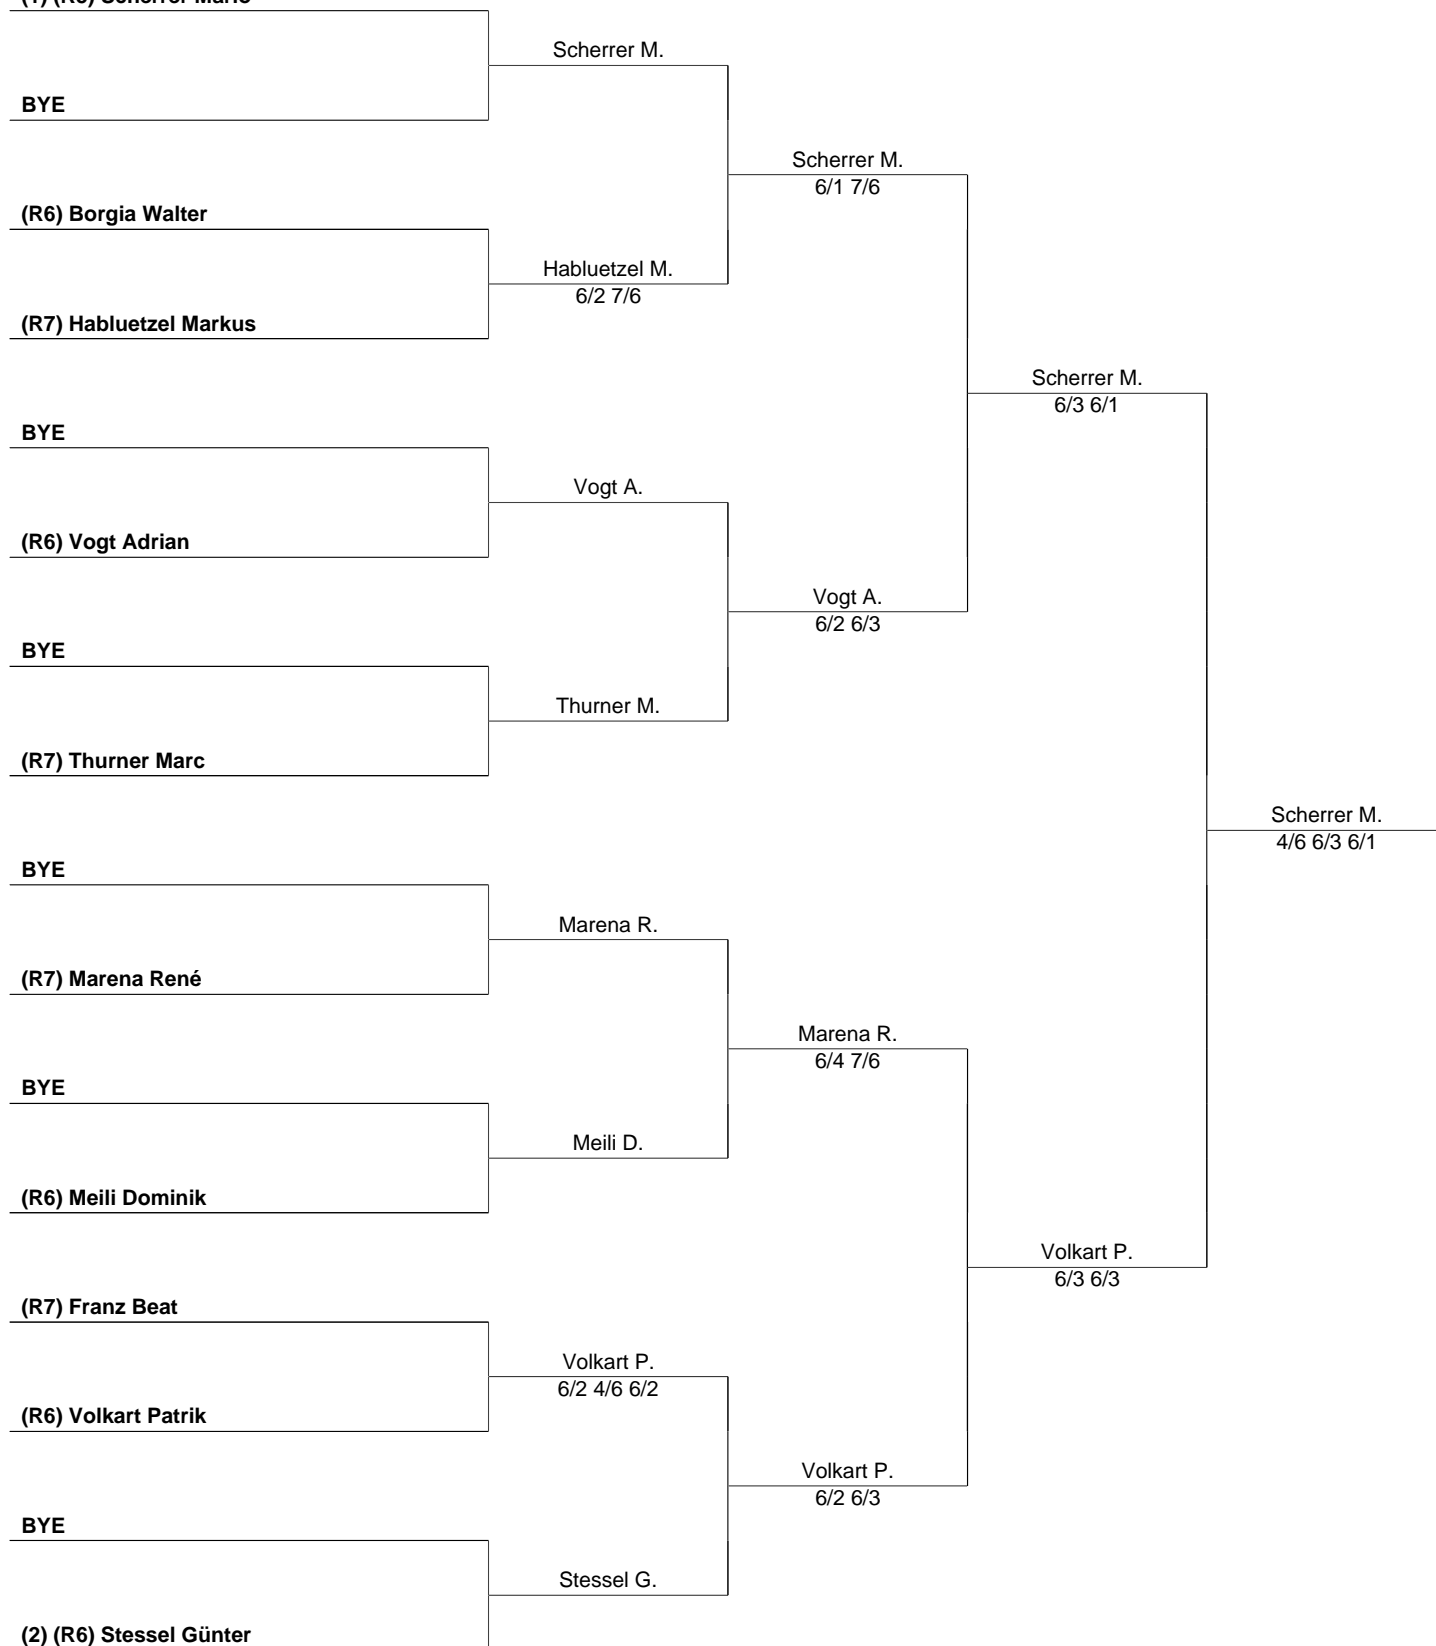 (1) Scherrer Mario
BYE
(R6) Borgia Walter
(R7) Habluetzel Markus
BYE
(R6) Vogt Adrian
BYE
(R7) Thurner Marc
BYE
(R7) Marena René
BYE
(R6) Meili Dominik
(R7) Franz Beat
(R6) Volkart Patrik
BYE
(2) (R6) Stessel Günter
Scherrer M.
Habluetzel M.
6/2 7/6
Vogt A.
Thurner M.
Marena R.
Meili D.
Volkart P.
6/2 4/6 6/2
Stessel G.
Scherrer M.
6/1 7/6
Vogt A.
6/2 6/3
Marena R.
6/4 7/6
Volkart P.
6/2 6/3
Scherrer M.
6/3 6/1
Volkart P.
6/3 6/3
Scherrer M.
4/6 6/3 6/1